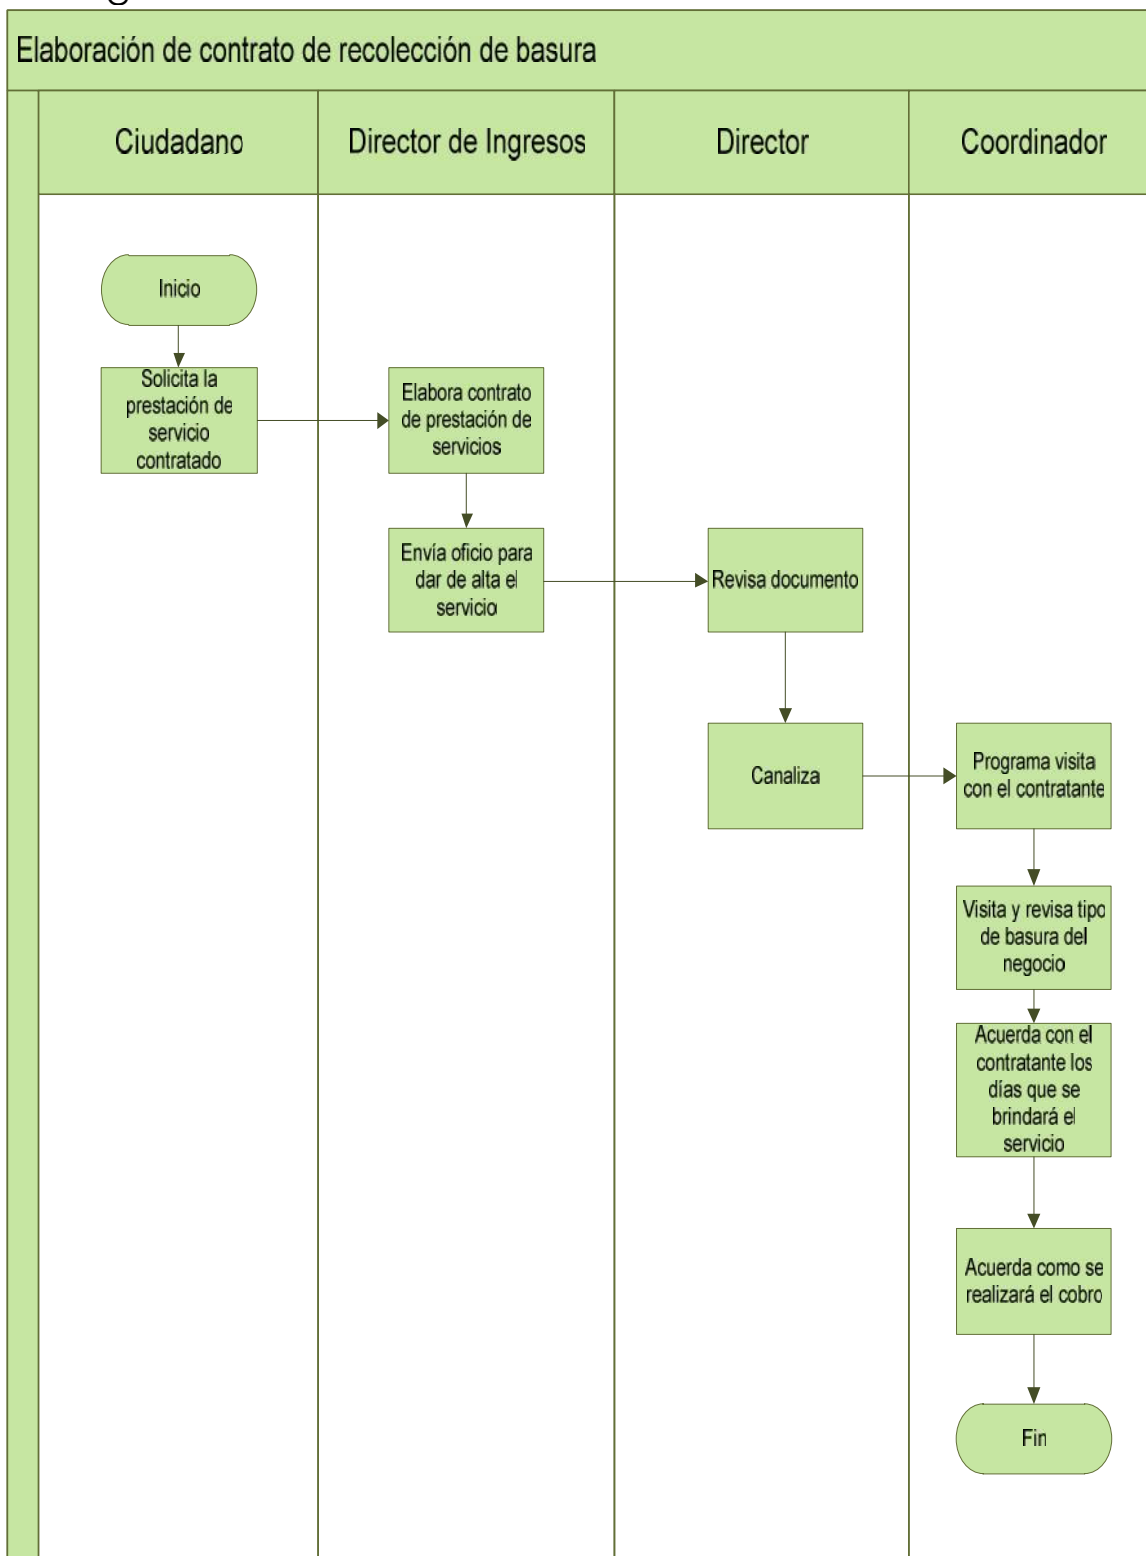 Elaboración de contrato de recolección de basura
Ciudadano
Director de Ingresos
Director
Coordinador
Inicio
Solicita la
prestación de
servicio
contratado
Elabora contrato
de prestación de
servicios
Envía oficio para
dar de alta el
servicio
Revisa documento
Canaliza
Programa visita
con el contratante
Visita y revisa tipo
de basura del
negocio
Acuerda con el
contratante los
días que se
brindará el
servicio
Acuerda como se
realizará el cobro
Fin